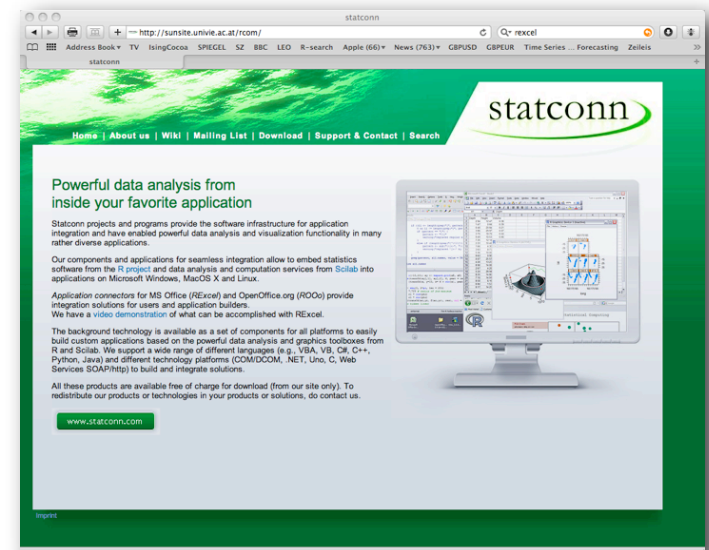 statconn
http://sunsite.univie.ac.at/rcom/
rexcel
Address Book TV IsingCocoa SPIEGEL SZ BBC LEO R-search Apple (66) News (763) GBPUSD GBPEUR Time Series ... Forecasting Zeileis
statconn
statconn
Home | About us | Wiki | Mailing List | Download | Support & Contact | Search
Powerful data analysis from
inside your favorite application
Statconn projects and programs provide the software infrastructure for application
integration and have enabled powerful data analysis and visualization functionality in many
rather diverse applications.
Our components and applications for seamless integration allow to embed statistics
software from the R project and data analysis and computation services from Scilab into
applications on Microsoft Windows, MacOS X and Linux.
Application connectors for MS Office (RExcel) and OpenOffice.org (ROOo) provide
integration solutions for users and application builders.
We have a video demonstration of what can be accomplished with RExcel.
The background technology is available as a set of components for all platforms to easily
build custom applications based on the powerful data analysis and graphics toolboxes from
R and Scilab. We support a wide range of different languages (e.g., VBA, VB, C#, C++,
Python, Java) and different technology platforms (COM/DCOM, .NET, Uno, C, Web
Services SOAP/http) to build and integrate solutions.
All these products are available free of charge for download (from our site only). To
redistribute our products or technologies in your products or solutions, do contact us.
www.statconn.com
Imprint